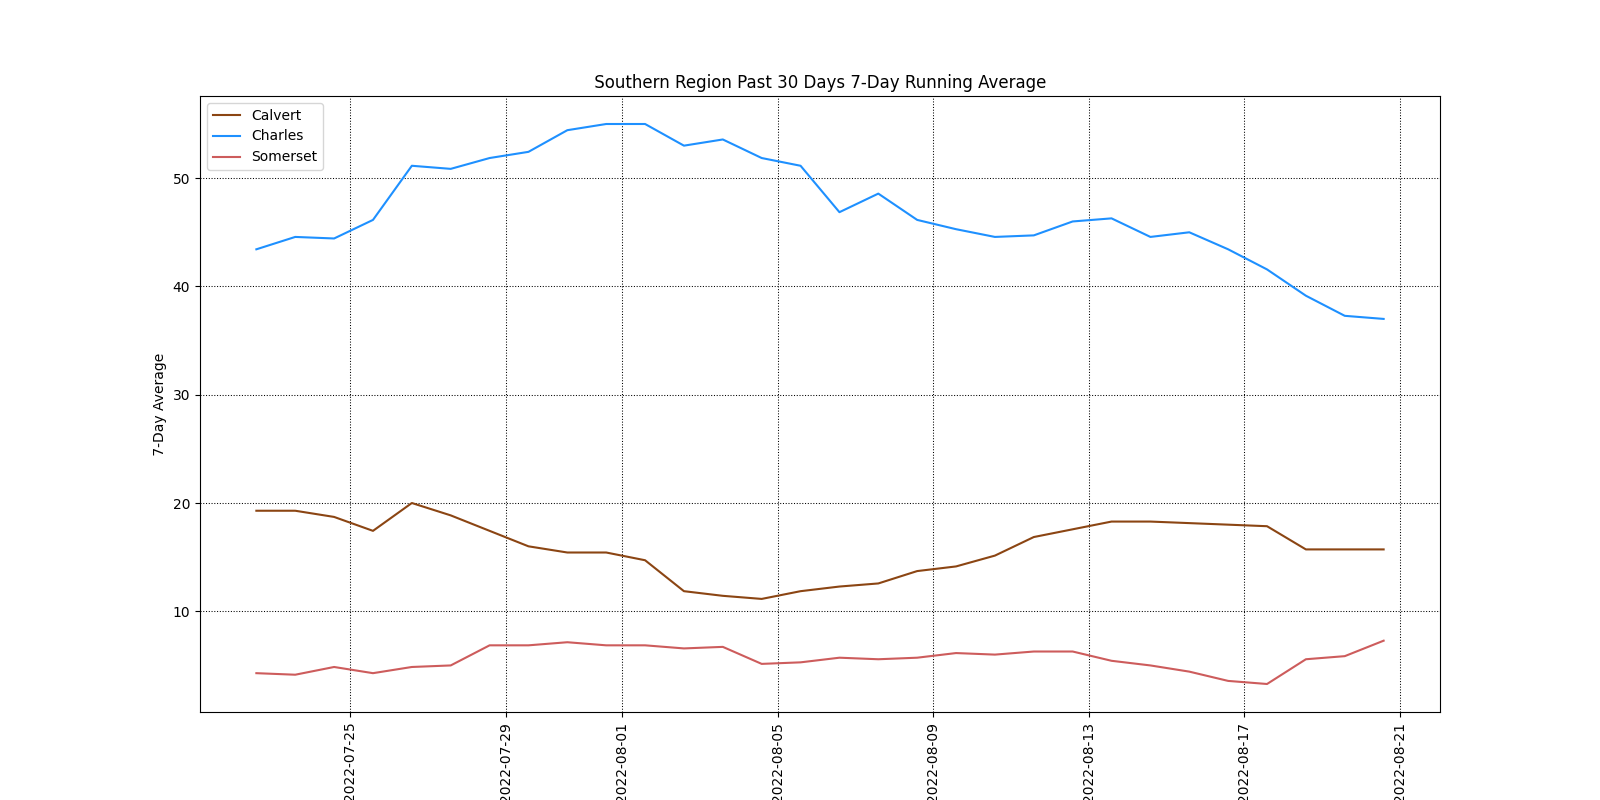 Southern Region Past 30 Days 7-Day Running Average
Calvert
Charles
Somerset
7-Day Average
50
40
30
20
10
2022-07-25
2022-07-29
2022-08-01
2022-08-05
2022-08-09
2022-08-13
2022-08-17
2022-08-21